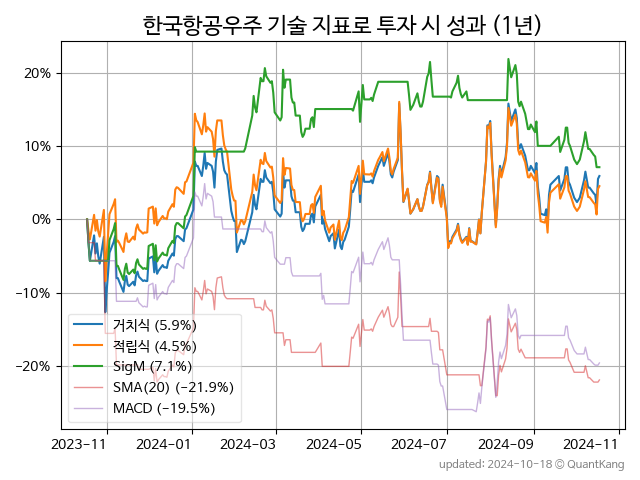 한국항공우주 기술 지표로 투자 시 성과 (1년)
20%
10%
0%
−10%
−20%
거치식 (5.9%)
적립식 (4.5%)
SigM (7.1%)
SMA(20) (−21.9%)
MACD (−19.5%)
2023-11 2024-01 2024-03 2024-05 2024-07 2024-09 2024-11
updated: 2024-10-18 © QuantKang